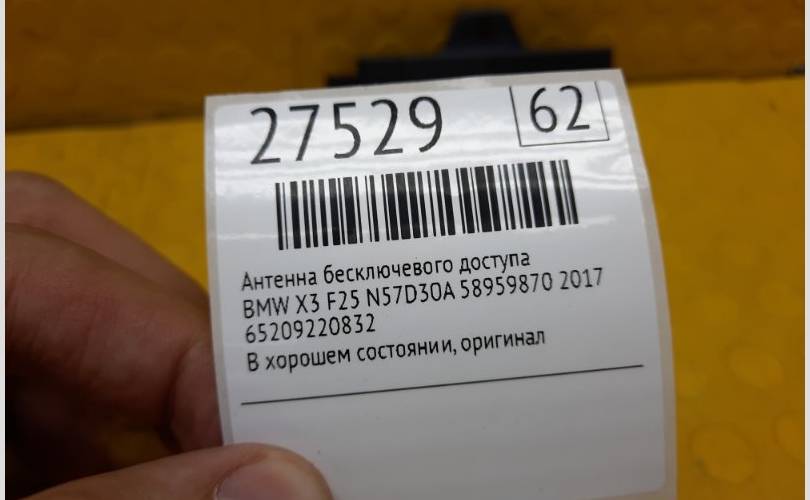 27529 62
Антенна бесключевого доступа
BMW X3 F25 N57D30A 58959870 2017
65209220832
В хорошем состоянии, оригинал